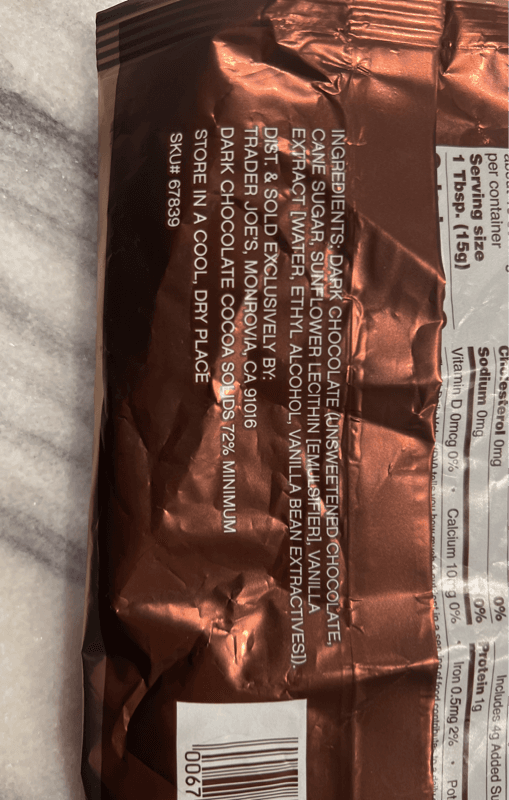 per container
Serving size
1 Tbsp. (15g)
Cholesterol 0mg 0%
Sodium 0mg 0%
Protein 1g
Includes 4g Added
Vitamin D 0mcg 0% • Calcium 10mg 0% • Iron 0.5mg 2% •
INGREDIENTS: DARK CHOCOLATE (UNSWEETENED CHOCOLATE,
CANE SUGAR, SUNFLOWER LECITHIN [EMULSIFIER], VANILLA
EXTRACT [WATER, ETHYL ALCOHOL, VANILLA BEAN EXTRACTIVES]).
DIST. & SOLD EXCLUSIVELY BY:
TRADER JOE'S, MONROVIA, CA 91016
DARK CHOCOLATE COCOA SOLIDS 72% MINIMUM
STORE IN A COOL, DRY PLACE
SKU# 67839
0067